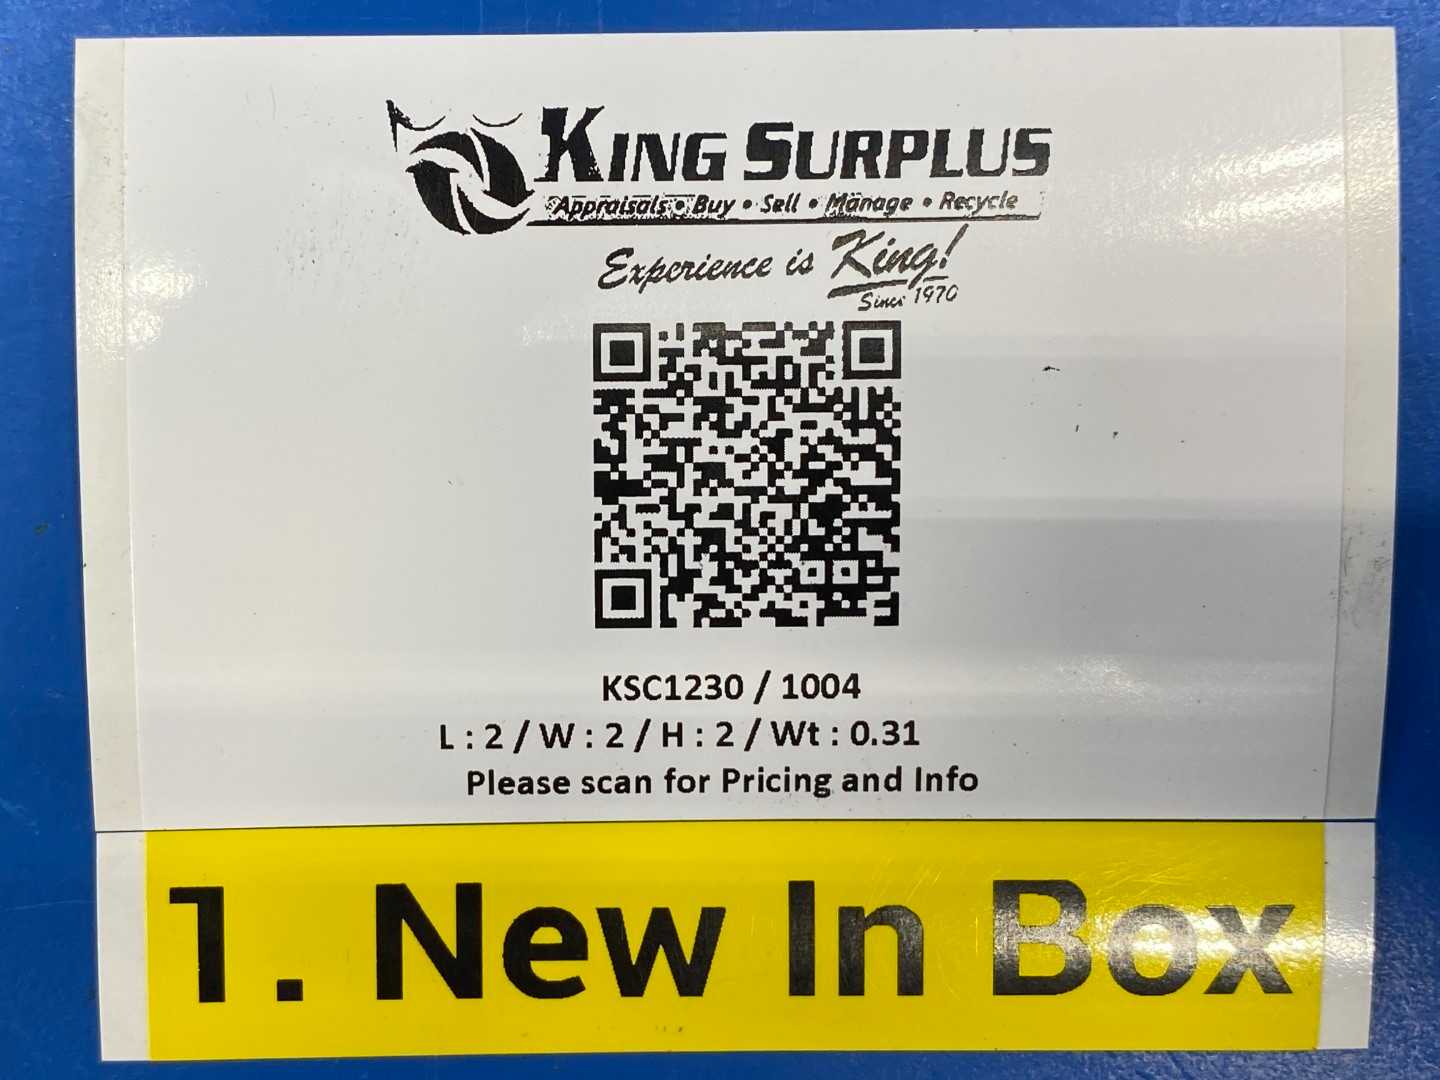 KING SURPLUS
Appraisals • Buy • Sell • Manage • Recycle
Experience is King!
Since 1970
KSC1230 / 1004
L : 2 / W : 2 / H : 2 / Wt : 0.31
Please scan for Pricing and Info
1. New In Box